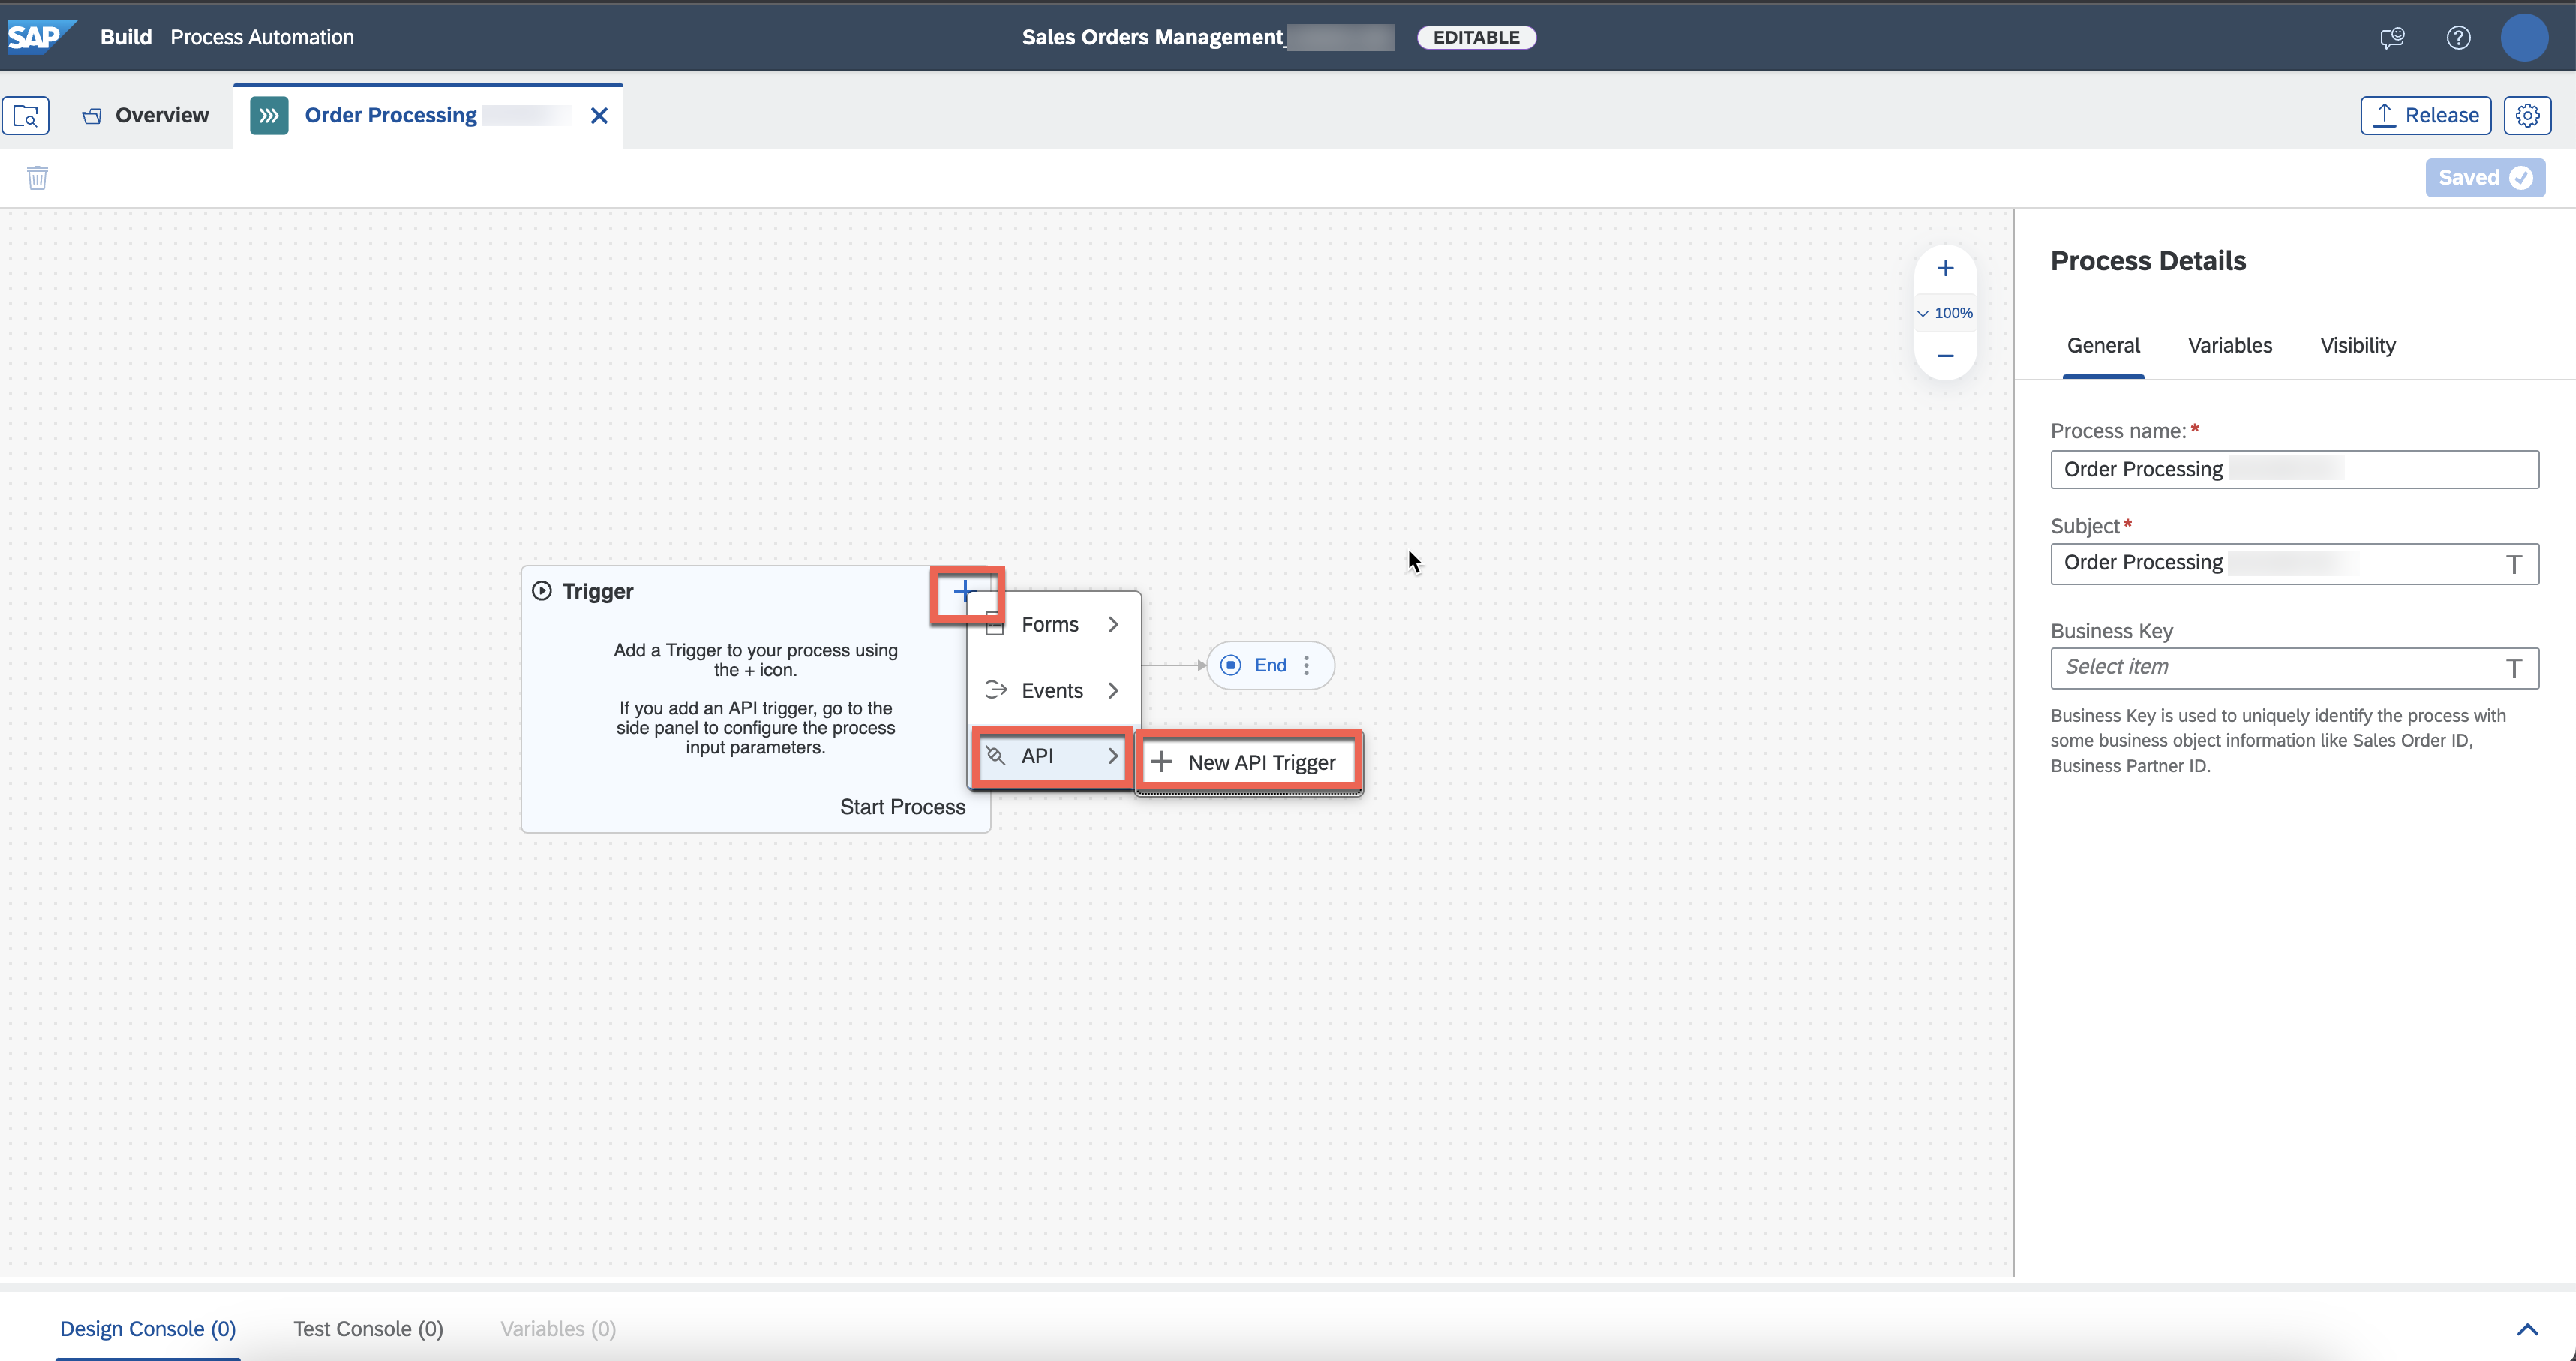 SAP Build Process Automation
Sales Orders Management_
EDITABLE
Overview
Order Processing
Release
Saved
100%
Trigger
Add a Trigger to your process using
the + icon.
If you add an API trigger, go to the
side panel to configure the process
input parameters.
Start Process
Forms
Events
API
New API Trigger
End
Process Details
General Variables Visibility
Process name:*
Order Processing
Subject*
Order Processing
Business Key
Select item
Business Key is used to uniquely identify the process with
some business object information like Sales Order ID,
Business Partner ID.
Design Console (0) Test Console (0) Variables (0)